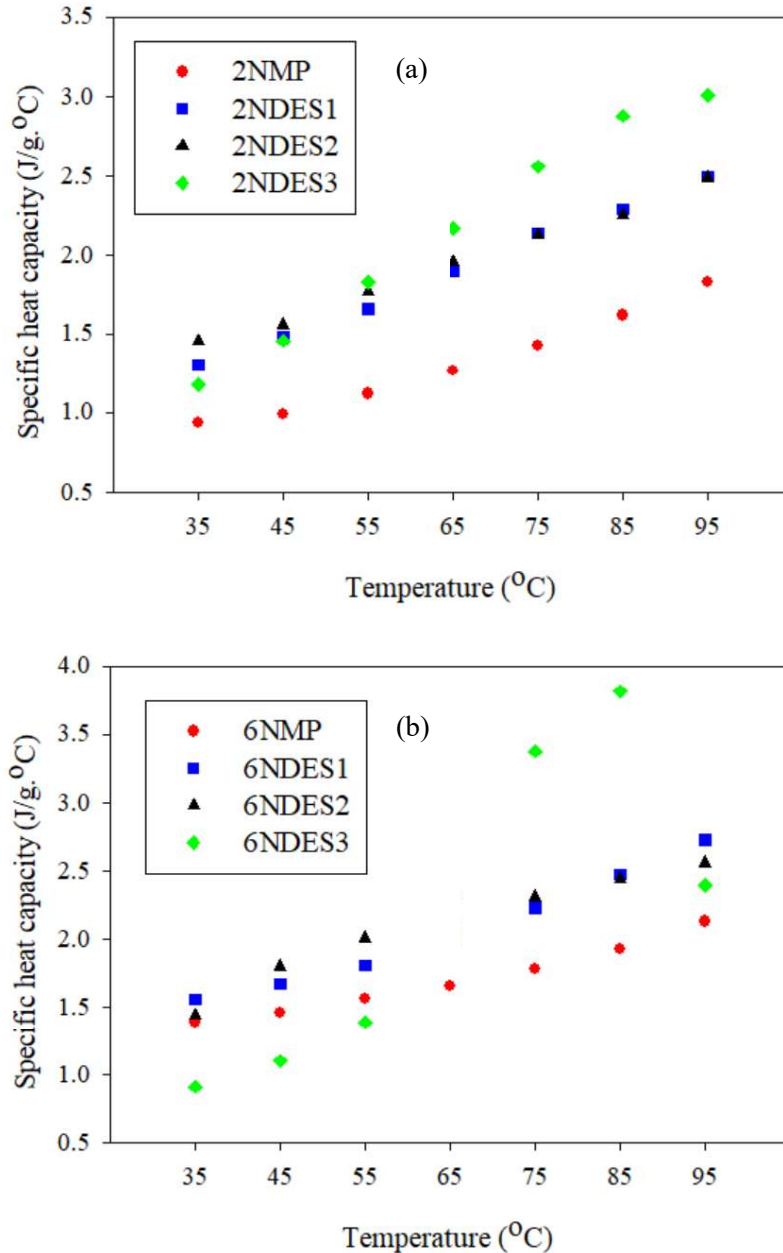 3.5
3.0
2.5
2.0
1.5
1.0
0.5
Specific heat capacity (J/g.°C)
2NMP
2NDES1
2NDES2
2NDES3
(a)
35 45 55 65 75 85 95
Temperature (°C)
4.0
3.5
3.0
2.5
2.0
1.5
1.0
0.5
Specific heat capacity (J/g.°C)
6NMP
6NDES1
6NDES2
6NDES3
(b)
35 45 55 65 75 85 95
Temperature (°C)